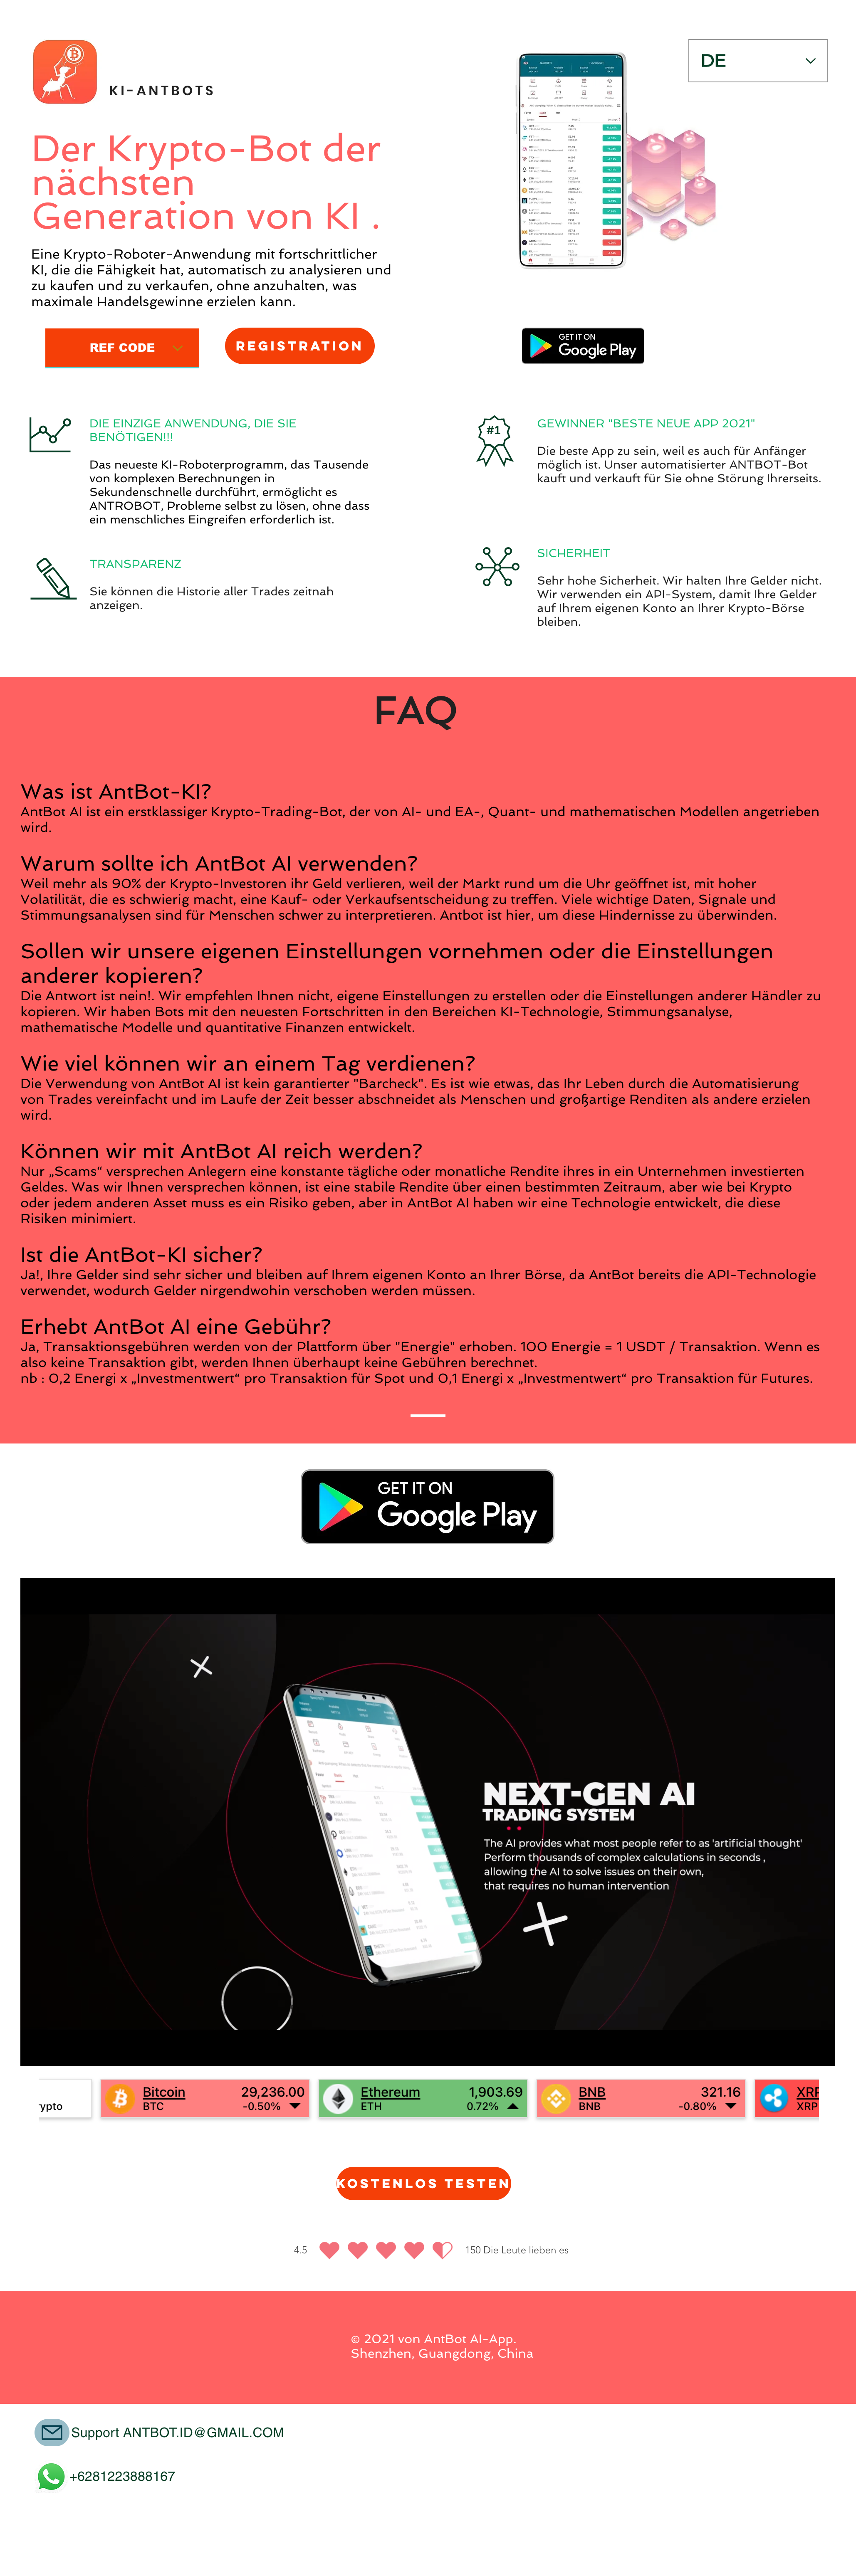 KI-ANTBOTS
DE
Der Krypto-Bot der
nächsten
Generation von KI .
Eine Krypto-Roboter-Anwendung mit fortschrittlicher
KI, die die Fähigkeit hat, automatisch zu analysieren und
zu kaufen und zu verkaufen, ohne anzuhalten, was
maximale Handelsgewinne erzielen kann.
REF CODE
REGISTRATION
GET IT ON
Google Play
DIE EINZIGE ANWENDUNG, DIE SIE
BENÖTIGEN!!!
Das neueste KI-Roboterprogramm, das Tausende
von komplexen Berechnungen in
Sekundenschnelle durchführt, ermöglicht es
ANTROBOT, Probleme selbst zu lösen, ohne dass
ein menschliches Eingreifen erforderlich ist.
#1
GEWINNER "BESTE NEUE APP 2021"
Die beste App zu sein, weil es auch für Anfänger
möglich ist. Unser automatisierter ANTBOT-Bot
kauft und verkauft für Sie ohne Störung Ihrerseits.
TRANSPARENZ
Sie können die Historie aller Trades zeitnah
anzeigen.
SICHERHEIT
Sehr hohe Sicherheit. Wir halten Ihre Gelder nicht.
Wir verwenden ein API-System, damit Ihre Gelder
auf Ihrem eigenen Konto an Ihrer Krypto-Börse
bleiben.
FAQ
Was ist AntBot-KI?
AntBot AI ist ein erstklassiger Krypto-Trading-Bot, der von AI- und EA-, Quant- und mathematischen Modellen angetrieben
wird.
Warum sollte ich AntBot AI verwenden?
Weil mehr als 90% der Krypto-Investoren ihr Geld verlieren, weil der Markt rund um die Uhr geöffnet ist, mit hoher
Volatilität, die es schwierig macht, eine Kauf- oder Verkaufsentscheidung zu treffen. Viele wichtige Daten, Signale und
Stimmungsanalysen sind für Menschen schwer zu interpretieren. Antbot ist hier, um diese Hindernisse zu überwinden.
Sollen wir unsere eigenen Einstellungen vornehmen oder die Einstellungen
anderer kopieren?
Die Antwort ist nein!. Wir empfehlen Ihnen nicht, eigene Einstellungen zu erstellen oder die Einstellungen anderer Händler zu
kopieren. Wir haben Bots mit den neuesten Fortschritten in den Bereichen KI-Technologie, Stimmungsanalyse,
mathematische Modelle und quantitative Finanzen entwickelt.
Wie viel können wir an einem Tag verdienen?
Die Verwendung von AntBot AI ist kein garantierter "Barcheck". Es ist wie etwas, das Ihr Leben durch die Automatisierung
von Trades vereinfacht und im Laufe der Zeit besser abschneidet als Menschen und großartige Renditen als andere erzielen
wird.
Können wir mit AntBot AI reich werden?
Nur „Scams“ versprechen Anlegern eine konstante tägliche oder monatliche Rendite ihres in ein Unternehmen investierten
Geldes. Was wir Ihnen versprechen können, ist eine stabile Rendite über einen bestimmten Zeitraum, aber wie bei Krypto
oder jedem anderen Asset muss es ein Risiko geben, aber in AntBot AI haben wir eine Technologie entwickelt, die diese
Risiken minimiert.
Ist die AntBot-KI sicher?
Ja!, Ihre Gelder sind sehr sicher und bleiben auf Ihrem eigenen Konto an Ihrer Börse, da AntBot bereits die API-Technologie
verwendet, wodurch Gelder nirgendwohin verschoben werden müssen.
Erhebt AntBot AI eine Gebühr?
Ja, Transaktionsgebühren werden von der Plattform über "Energie" erhoben. 100 Energie = 1 USDT / Transaktion. Wenn es
also keine Transaktion gibt, werden Ihnen überhaupt keine Gebühren berechnet.
nb : 0,2 Energi x „Investmentwert“ pro Transaktion für Spot und 0,1 Energi x „Investmentwert“ pro Transaktion für Futures.
GET IT ON
Google Play
NEXT-GEN AI
TRADING SYSTEM
The AI provides what most people refer to as 'artificial thought'
Perform thousands of complex calculations in seconds ,
allowing the AI to solve issues on their own,
that requires no human intervention
ypto
Bitcoin 29,236.00
BTC -0.50%
Ethereum 1,903.69
ETH 0.72%
BNB 321.16
BNB -0.80%
XRP
XRP
KOSTENLOS TESTEN
4.5
150 Die Leute lieben es
© 2021 von AntBot AI-App.
Shenzhen, Guangdong, China
Support ANTBOT.ID@GMAIL.COM
+6281223888167